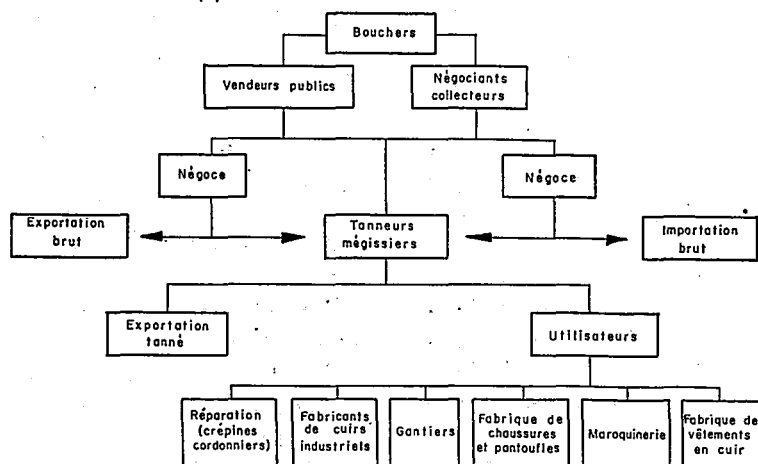 Bouchers
Vendeurs publics
Négociants
collecteurs
Négoce
Négoce
Exportation
brut
Tanneurs
mégissiers
Importation
brut
Exportation
tanné
Utilisateurs
Réparation
(crépines
cordonniers)
Fabricants
de cuirs
industriels
Gantiers
Fabrique de
chaussures
et pantoufles
Maroquinerie
Fabrique de
vêtements
en cuir